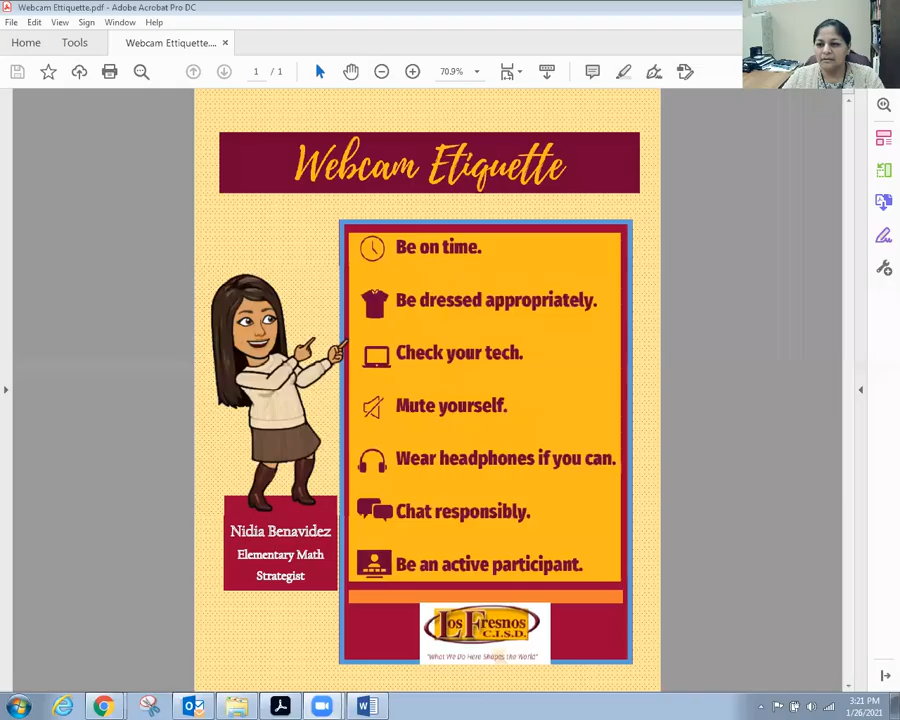 Webcam Ettiquette.pdf - Adobe Acrobat Pro DC
File Edit View Sign Window Help
Home Tools Webcam Ettiquette.... ×
1 / 1 70.9%
Webcam Etiquette
Be on time.
Be dressed appropriately.
Check your tech.
Mute yourself.
Wear headphones if you can.
Chat responsibly.
Be an active participant.
Nidia Benavidez
Elementary Math
Strategist
Los Fresnos
C.I.S.D.
"What We Do Here Shapes the World"
3:21 PM
1/26/2021